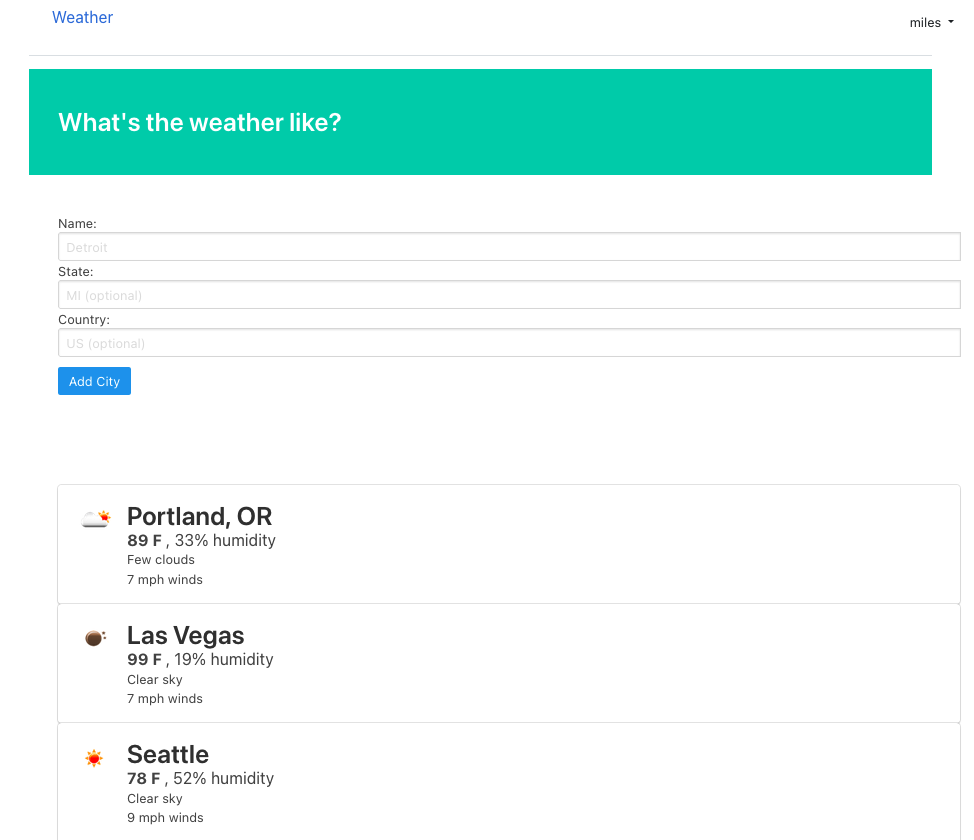 Weather
miles
What's the weather like?
Name:
Detroit
State:
MI (optional)
Country:
US (optional)
Add City
Portland, OR
89 F , 33% humidity
Few clouds
7 mph winds
Las Vegas
99 F , 19% humidity
Clear sky
7 mph winds
Seattle
78 F , 52% humidity
Clear sky
9 mph winds